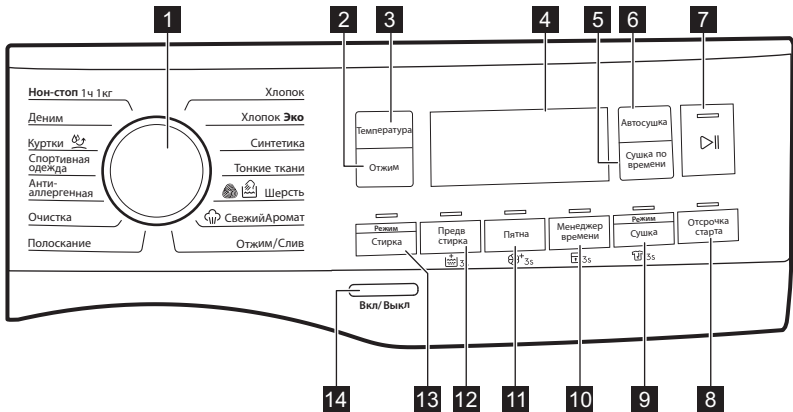 1
2
3
4
5
6
7
Нон-стоп 1ч 1кг
Деним
Куртки
Спортивная
одежда
Анти-
аллергенная
Очистка
Полоскание
Хлопок
Хлопок Эко
Синтетика
Тонкие ткани
Шерсть
СвежийАромат
Отжим/Слив
Температура
Отжим
Автосушка
Сушка по
времени
Режим
Стирка
Предв
стирка
3s
Пятна
3s
Менеджер
времени
3s
Режим
Сушка
3s
Отсрочка
старта
Вкл/Выкл
14
13
12
11
10
9
8